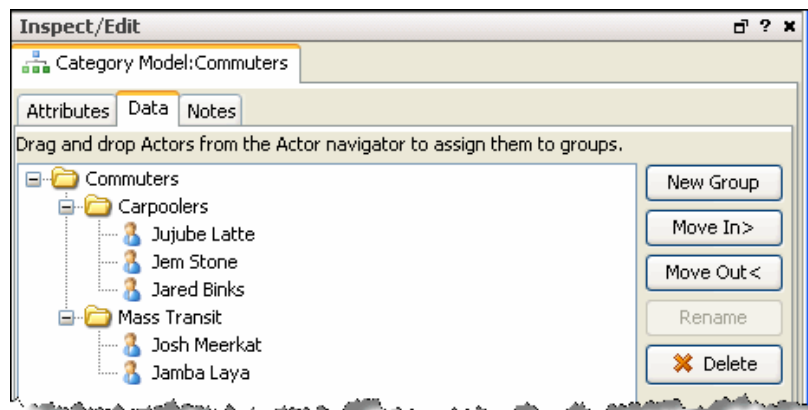 Inspect/Edit
?
Category Model:Commuters
Attributes Data Notes
Drag and drop Actors from the Actor navigator to assign them to groups.
Commuters
Carpoolers
Jujube Latte
Jem Stone
Jared Binks
Mass Transit
Josh Meerkat
Jamba Laya
New Group
Move In>
Move Out<
Rename
Delete